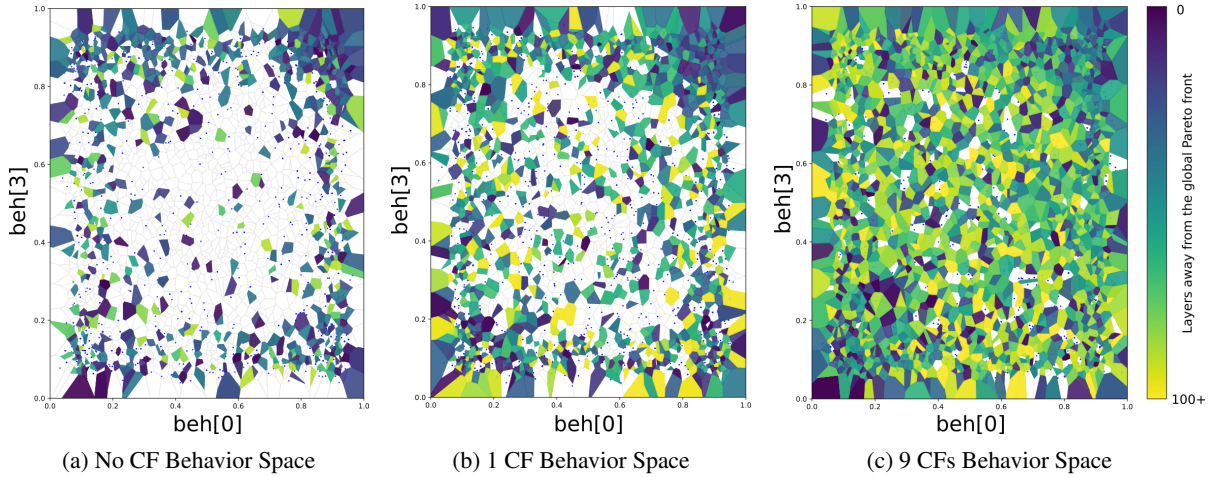 1.0
0.8
0.6
0.4
0.2
0.0
beh[3]
0.0 0.2 0.4 0.6 0.8 1.0
beh[0]
(a) No CF Behavior Space
1.0
0.8
0.6
0.4
0.2
0.0
beh[3]
0.0 0.2 0.4 0.6 0.8 1.0
beh[0]
(b) 1 CF Behavior Space
1.0
0.8
0.6
0.4
0.2
0.0
beh[3]
0.0 0.2 0.4 0.6 0.8 1.0
beh[0]
(c) 9 CFs Behavior Space
0
Layers away from the global Pareto front
100+